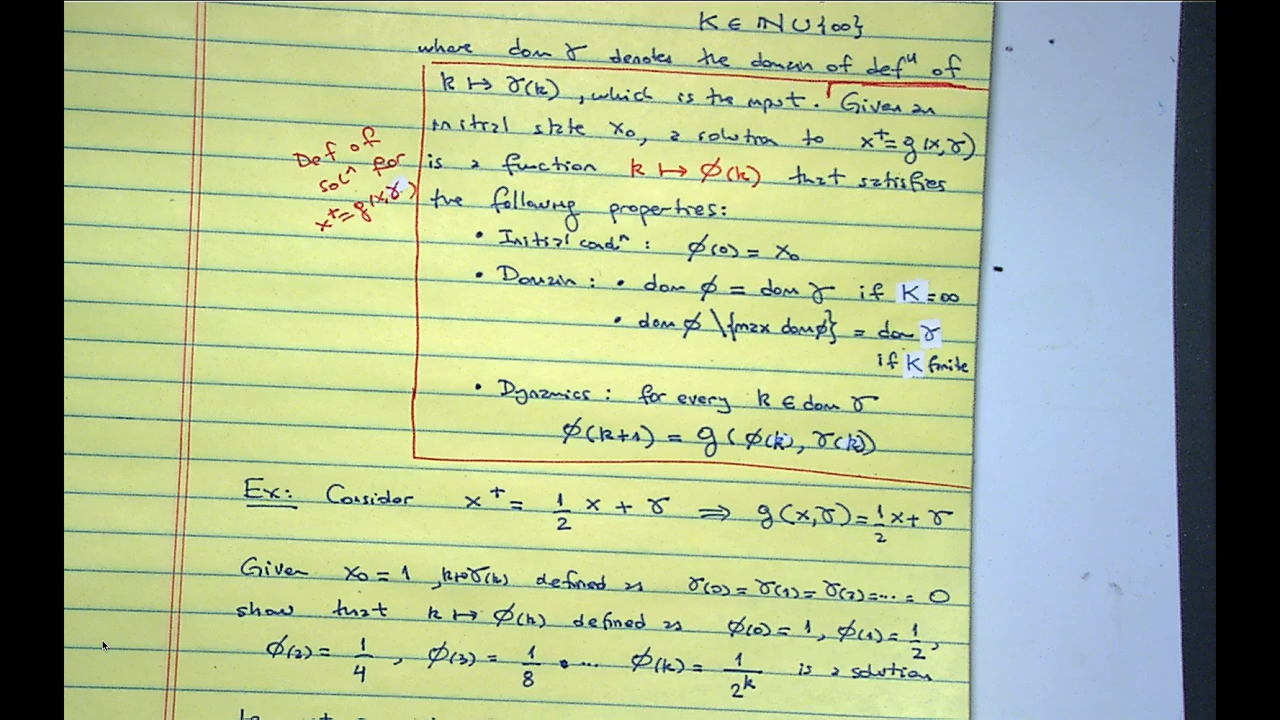 K ∈ ℕ ∪ {∞}
where dom γ denotes the domain of defⁿ of
k ↦ γ(k), which is the input. Given an
initial state x₀, a solution to x⁺=g(x,γ)
is a function k ↦ ϕ(k) that satisfies
the following properties:
Def of
solⁿ for
x⁺=g(x,γ)
• Initial condⁿ : ϕ(0) = x₀
• Domain : • dom ϕ = dom γ if K=∞
• dom ϕ \{max dom ϕ} = dom γ
if K finite
• Dynamics : for every k ∈ dom γ
ϕ(k+1) = g(ϕ(k), γ(k))
Ex: Consider x⁺ = 1/2 x + γ ⇒ g(x,γ)=1/2 x+γ
Given x₀ = 1, k↦γ(k) defined as γ(0)=γ(1)=γ(2)=...=0
show that k ↦ ϕ(k) defined as ϕ(0)=1, ϕ(1)=1/2,
ϕ(2)=1/4, ϕ(3)=1/8 ... ϕ(k)=1/2ᵏ is a solution